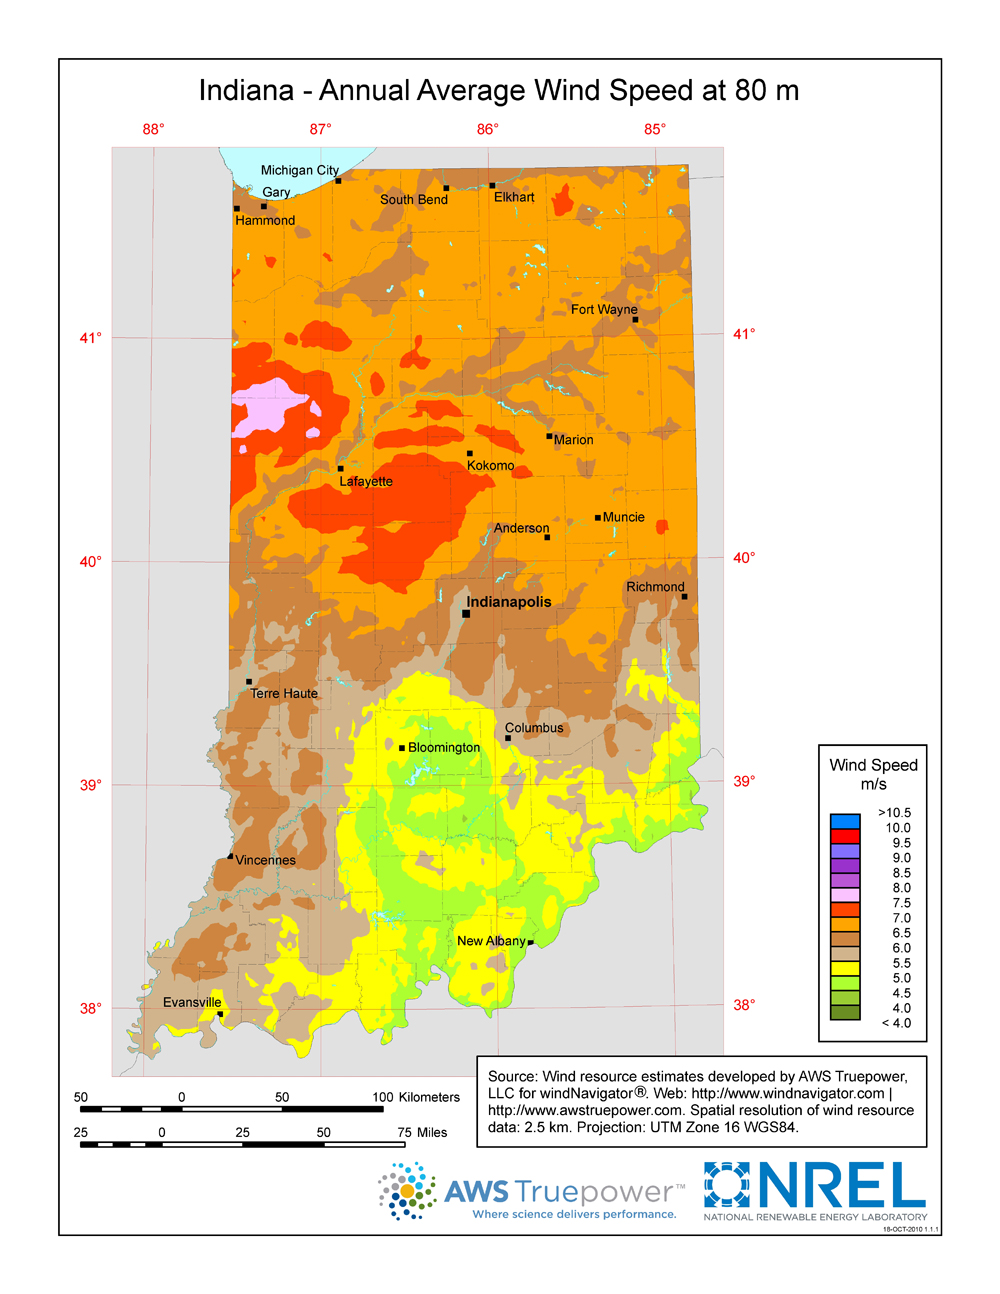 Indiana - Annual Average Wind Speed at 80 m
88° 87° 86° 85°
Michigan City
Gary
Hammond
South Bend
Elkhart
Fort Wayne
41° 41°
Marion
Kokomo
Lafayette
Muncie
Anderson
40° 40°
Richmond
Indianapolis
Terre Haute
Columbus
Bloomington
39° 39°
Vincennes
New Albany
Evansville
38° 38°
Wind Speed
m/s
>10.5
10.0
9.5
9.0
8.5
8.0
7.5
7.0
6.5
6.0
5.5
5.0
4.5
4.0
< 4.0
50 0 50 100 Kilometers
25 0 25 50 75 Miles
Source: Wind resource estimates developed by AWS Truepower,
LLC for windNavigator®. Web: http://www.windnavigator.com |
http://www.awstruepower.com. Spatial resolution of wind resource
data: 2.5 km. Projection: UTM Zone 16 WGS84.
AWS Truepower™
Where science delivers performance.
NREL
NATIONAL RENEWABLE ENERGY LABORATORY
18-OCT-2010 1.1.1